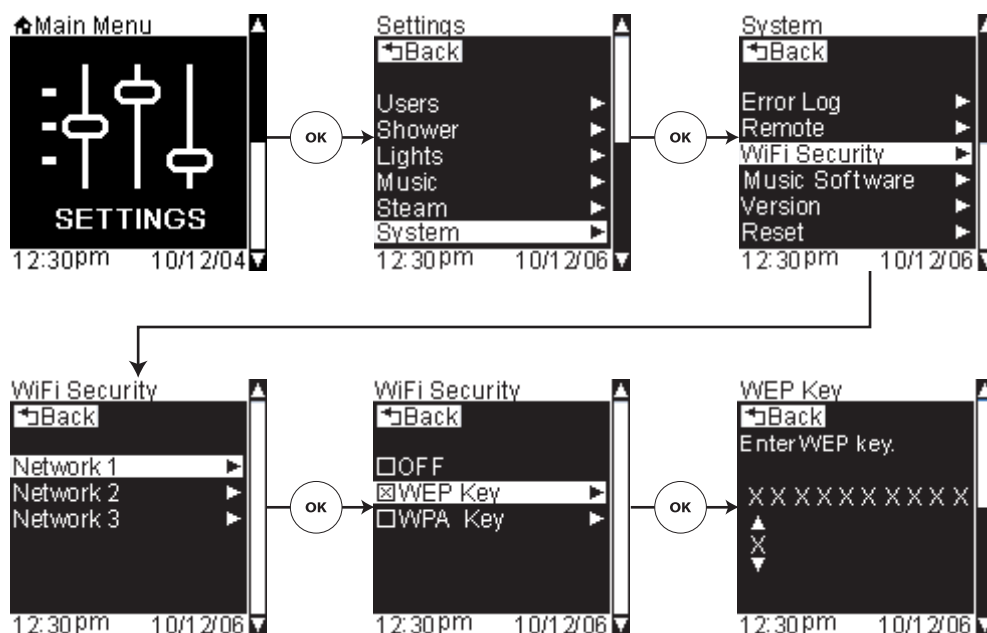 Main Menu
SETTINGS
12:30pm 10/12/04
OK
Settings
Back
Users
Shower
Lights
Music
Steam
System
12:30pm 10/12/06
OK
System
Back
Error Log
Remote
WiFi Security
Music Software
Version
Reset
12:30pm 10/12/06
WiFi Security
Back
Network 1
Network 2
Network 3
12:30pm 10/12/06
OK
WiFi Security
Back
OFF
WEP Key
WPA Key
12:30pm 10/12/06
OK
WEP Key
Back
Enter WEP key.
X X X X X X X X X X
X
12:30pm 10/12/06